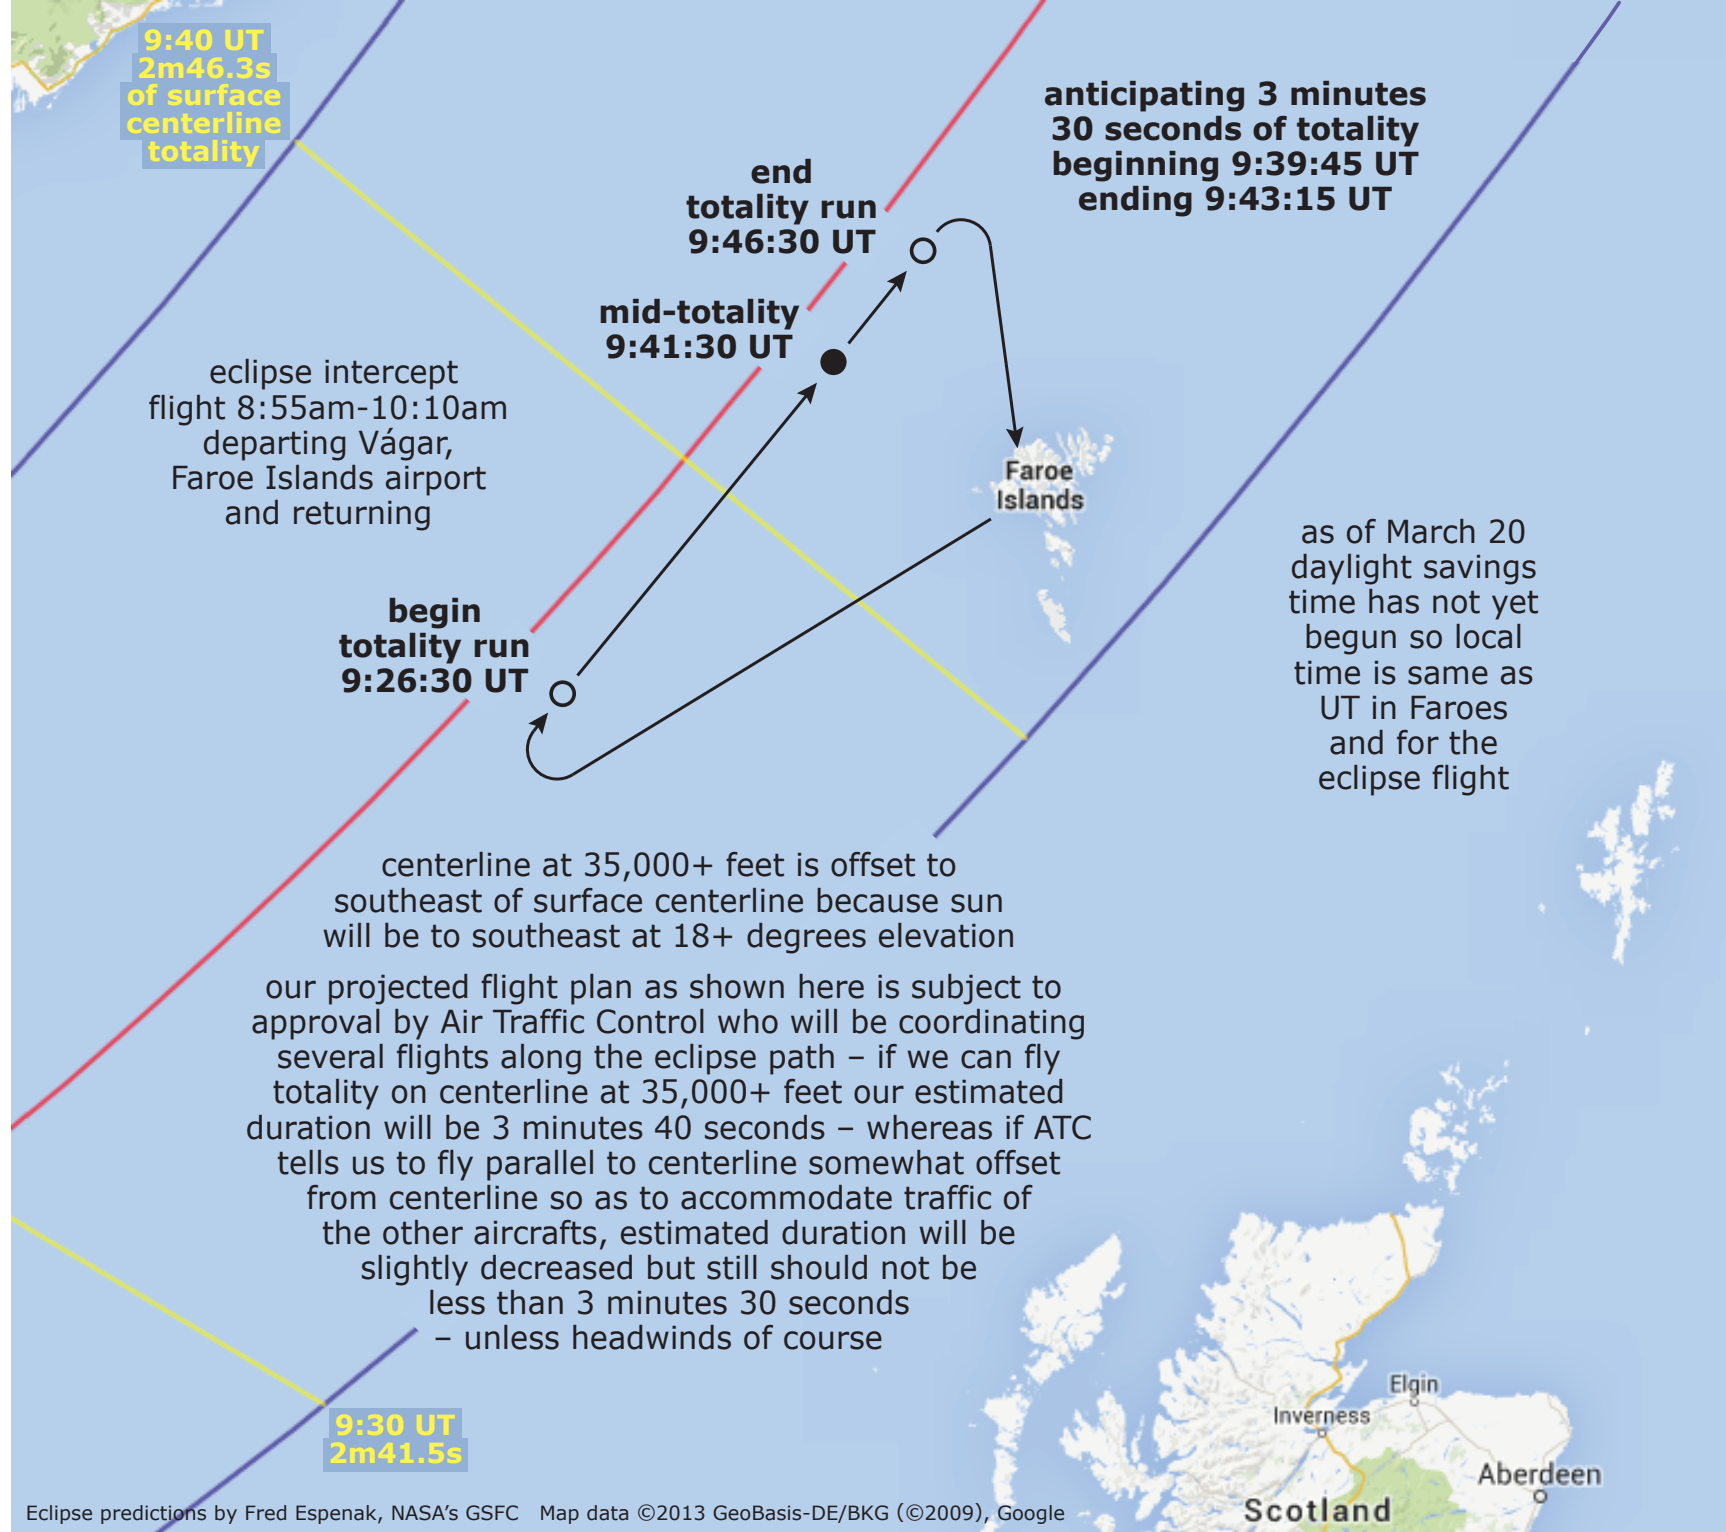 9:40 UT
2m46.3s
of surface
centerline
totality
anticipating 3 minutes
30 seconds of totality
beginning 9:39:45 UT
ending 9:43:15 UT
end
totality run
9:46:30 UT
mid-totality
9:41:30 UT
eclipse intercept
flight 8:55am-10:10am
departing Vágar,
Faroe Islands airport
and returning
Faroe
Islands
as of March 20
daylight savings
time has not yet
begun so local
time is same as
UT in Faroes
and for the
eclipse flight
begin
totality run
9:26:30 UT
centerline at 35,000+ feet is offset to
southeast of surface centerline because sun
will be to southeast at 18+ degrees elevation
our projected flight plan as shown here is subject to
approval by Air Traffic Control who will be coordinating
several flights along the eclipse path – if we can fly
totality on centerline at 35,000+ feet our estimated
duration will be 3 minutes 40 seconds – whereas if ATC
tells us to fly parallel to centerline somewhat offset
from centerline so as to accommodate traffic of
the other aircrafts, estimated duration will be
slightly decreased but still should not be
less than 3 minutes 30 seconds
– unless headwinds of course
9:30 UT
2m41.5s
Elgin
Inverness
Aberdeen
Scotland
Eclipse predictions by Fred Espenak, NASA's GSFC Map data ©2013 GeoBasis-DE/BKG (©2009), Google